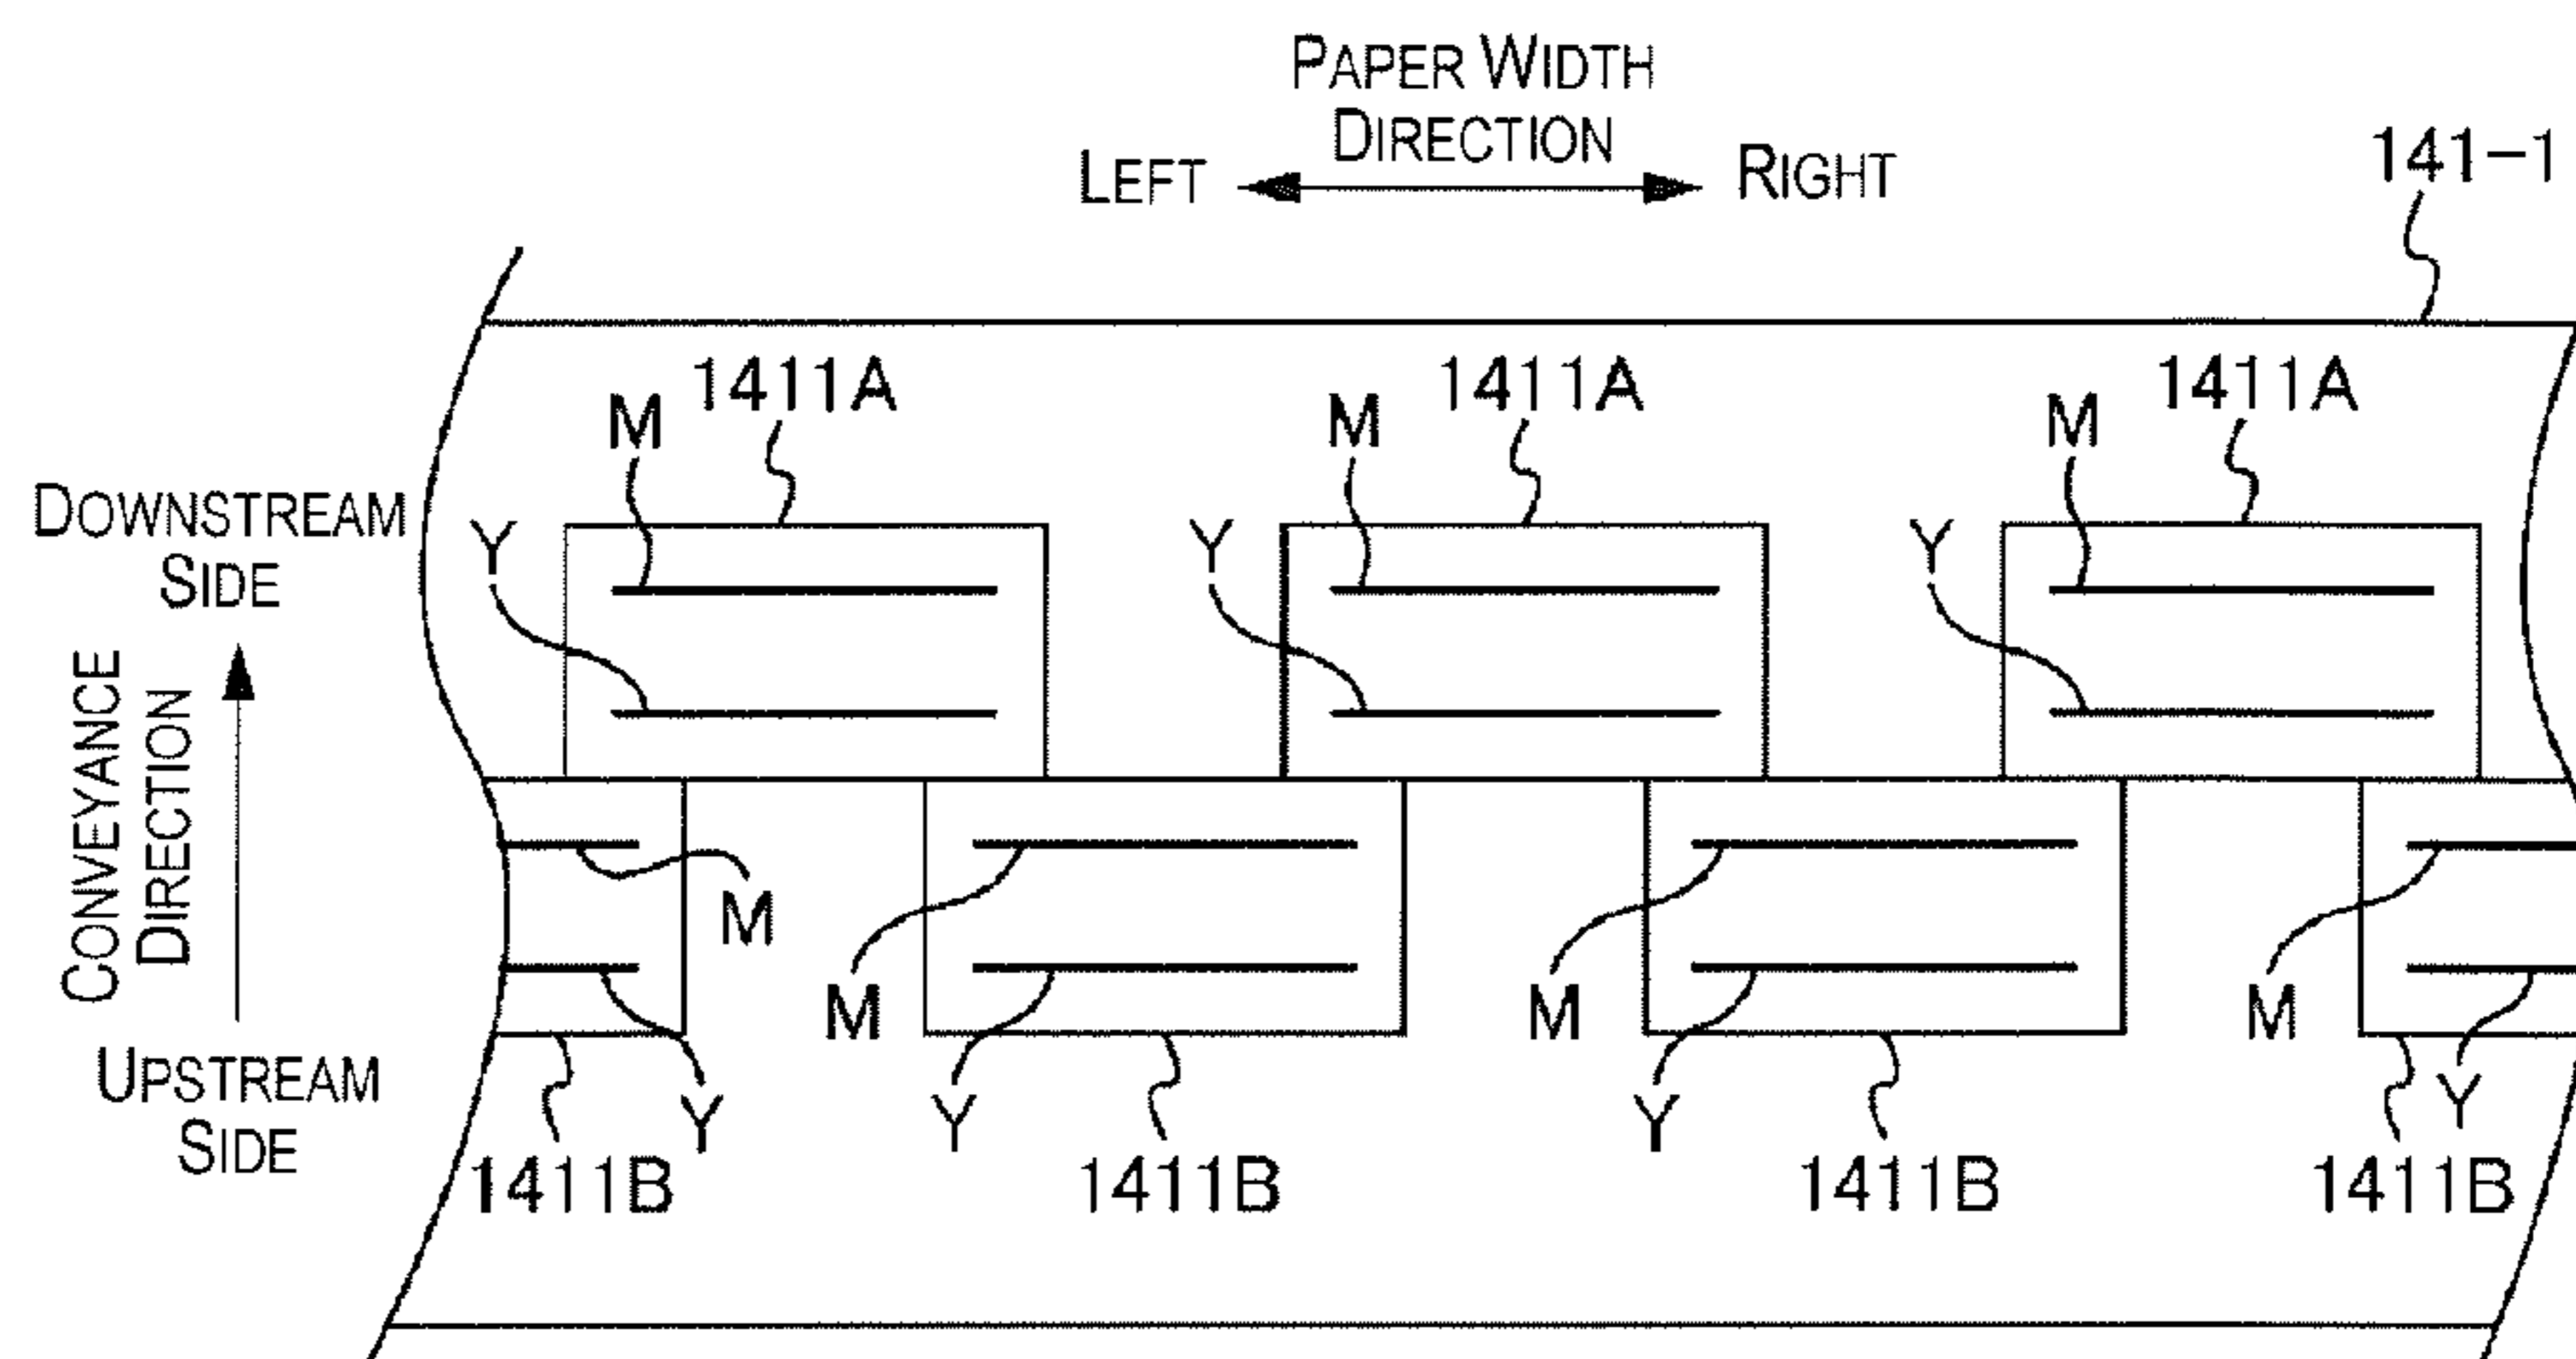 PAPER WIDTH
DIRECTION
LEFT RIGHT
141-1
1411A 1411A 1411A
M M M
DOWNSTREAM
SIDE
Y Y Y
CONVEYANCE
DIRECTION
M
M M M
UPSTREAM
SIDE
Y Y Y Y
1411B 1411B 1411B 1411B